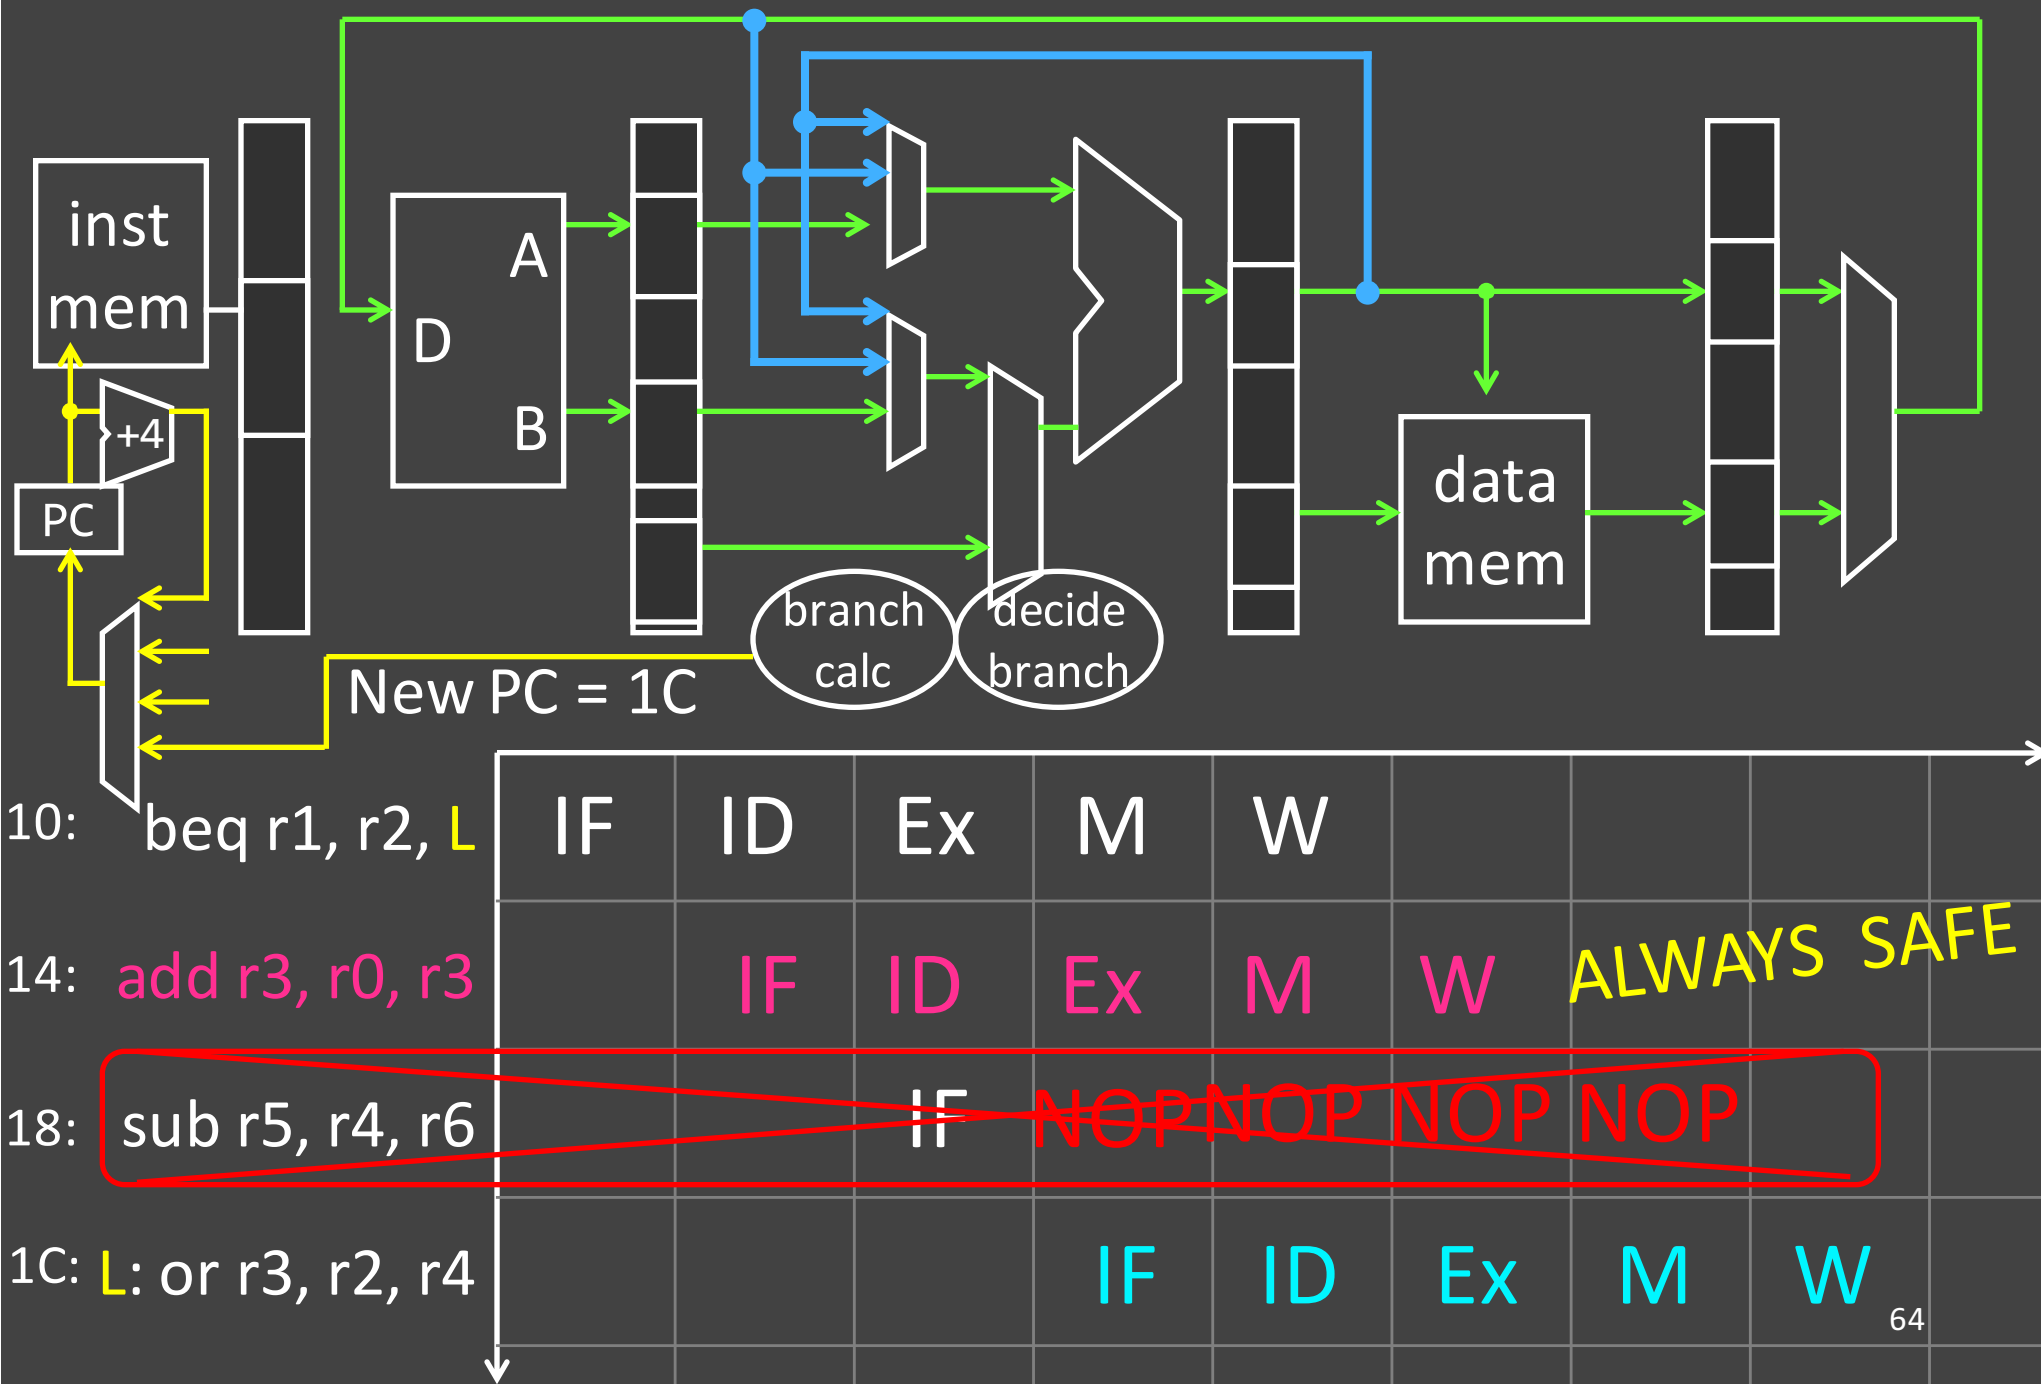 inst
mem
+4
PC
D
A
B
branch
calc
decide
branch
data
mem
New PC = 1C
10: beq r1, r2, L IF ID Ex M W
14: add r3, r0, r3 IF ID Ex M W ALWAYS SAFE
18: sub r5, r4, r6 IF NOP NOP NOP NOP
1C: L: or r3, r2, r4 IF ID Ex M W
64